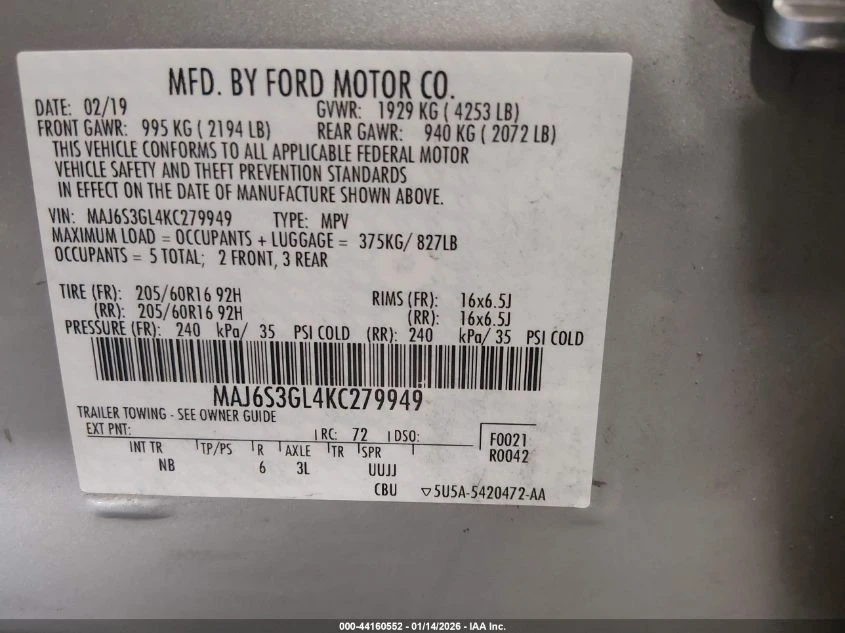 MFD. BY FORD MOTOR CO.
DATE: 02/19 GVWR: 1929 KG ( 4253 LB)
FRONT GAWR: 995 KG ( 2194 LB) REAR GAWR: 940 KG ( 2072 LB)
THIS VEHICLE CONFORMS TO ALL APPLICABLE FEDERAL MOTOR
VEHICLE SAFETY AND THEFT PREVENTION STANDARDS
IN EFFECT ON THE DATE OF MANUFACTURE SHOWN ABOVE.
VIN: MAJ6S3GL4KC279949 TYPE: MPV
MAXIMUM LOAD = OCCUPANTS + LUGGAGE = 375KG/ 827LB
OCCUPANTS = 5 TOTAL; 2 FRONT, 3 REAR
TIRE (FR): 205/60R16 92H RIMS (FR): 16x6.5J
(RR): 205/60R16 92H (RR): 16x6.5J
PRESSURE (FR): 240 kPa/ 35 PSI COLD (RR): 240 kPa/ 35 PSI COLD
MAJ6S3GL4KC279949
TRAILER TOWING - SEE OWNER GUIDE
EXT PNT: RC: 72 DSO: F0021
INT TR TP/PS R AXLE TR SPR R0042
NB 6 3L UUJJ
CBU ▽5U5A-5420472-AA
000-44160552 - 01/14/2026 - IAA Inc.